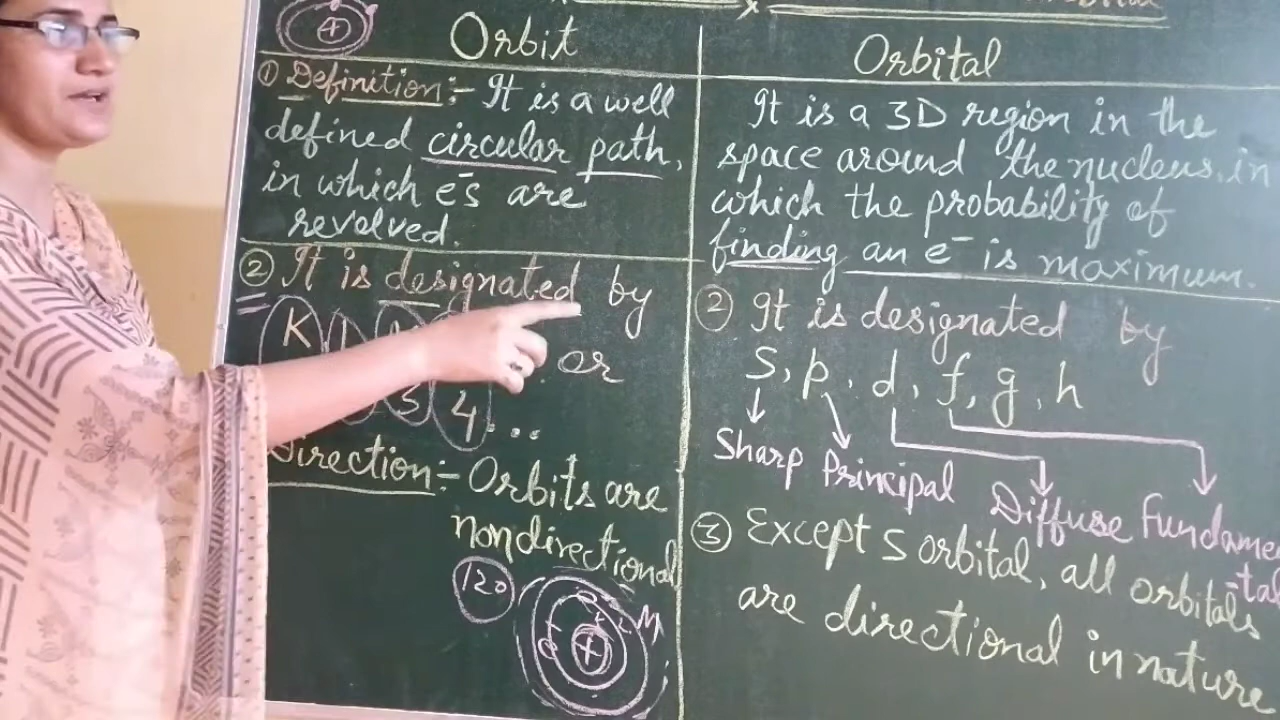 Orbit
① Definition:- It is a well
defined circular path,
in which e⁻s are
revolved.
② It is designated by
K
or
3 4 ...
Direction:- Orbits are
nondirectional
120
+
M
Orbital
It is a 3D region in the
space around the nucleus, in
which the probability of
finding an e⁻ is maximum.
② It is designated by
s, p, d, f, g, h
Sharp Principal Diffuse Fundamental
③ Except s orbital, all orbitals
are directional in nature